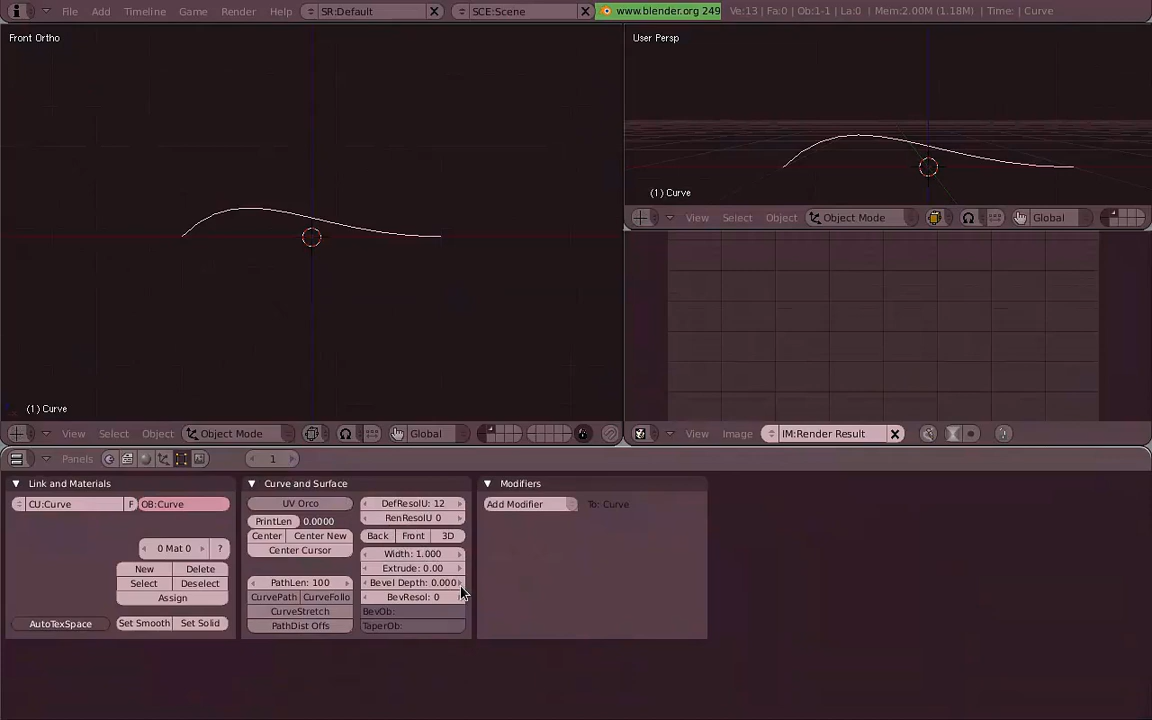 File Add Timeline Game Render Help SR:Default SCE:Scene www.blender.org 249 Ve:13 | Fa:0 | Ob:1-1 | La:0 | Mem:2.00M (1.18M) | Time: | Curve
Front Ortho
User Persp
(1) Curve
View Select Object Object Mode Global
(1) Curve
View Select Object Object Mode Global
View Image IM:Render Result ?
Panels 1
Link and Materials
CU:Curve F OB:Curve
0 Mat 0 ?
New Delete
Select Deselect
Assign
AutoTexSpace Set Smooth Set Solid
Curve and Surface
UV Orco DefResolU: 12
PrintLen 0.0000 RenResolU 0
Center Center New Back Front 3D
Center Cursor Width: 1.000
Extrude: 0.00
PathLen: 100 Bevel Depth: 0.000
CurvePath CurveFollo BevResol: 0
CurveStretch BevOb:
PathDist Offs TaperOb:
Modifiers
Add Modifier To: Curve